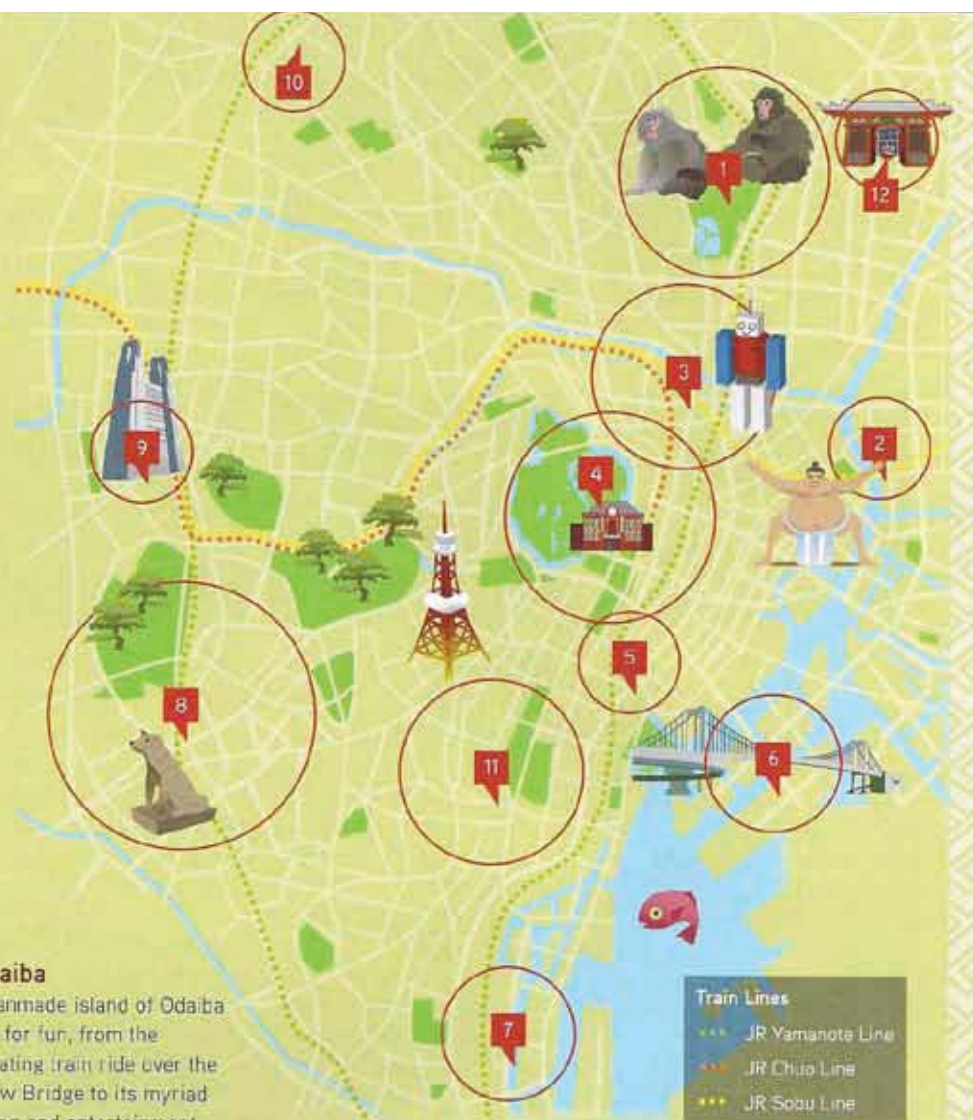 10
1
12
3
9
2
4
5
8
11
6
7
aiba
anmade island of Odaiba
for fun, from the
ating train ride over the
w Bridge to its myriad
and entertainment
Train Lines
JR Yamanote Line
JR Chuo Line
JR Sobu Line